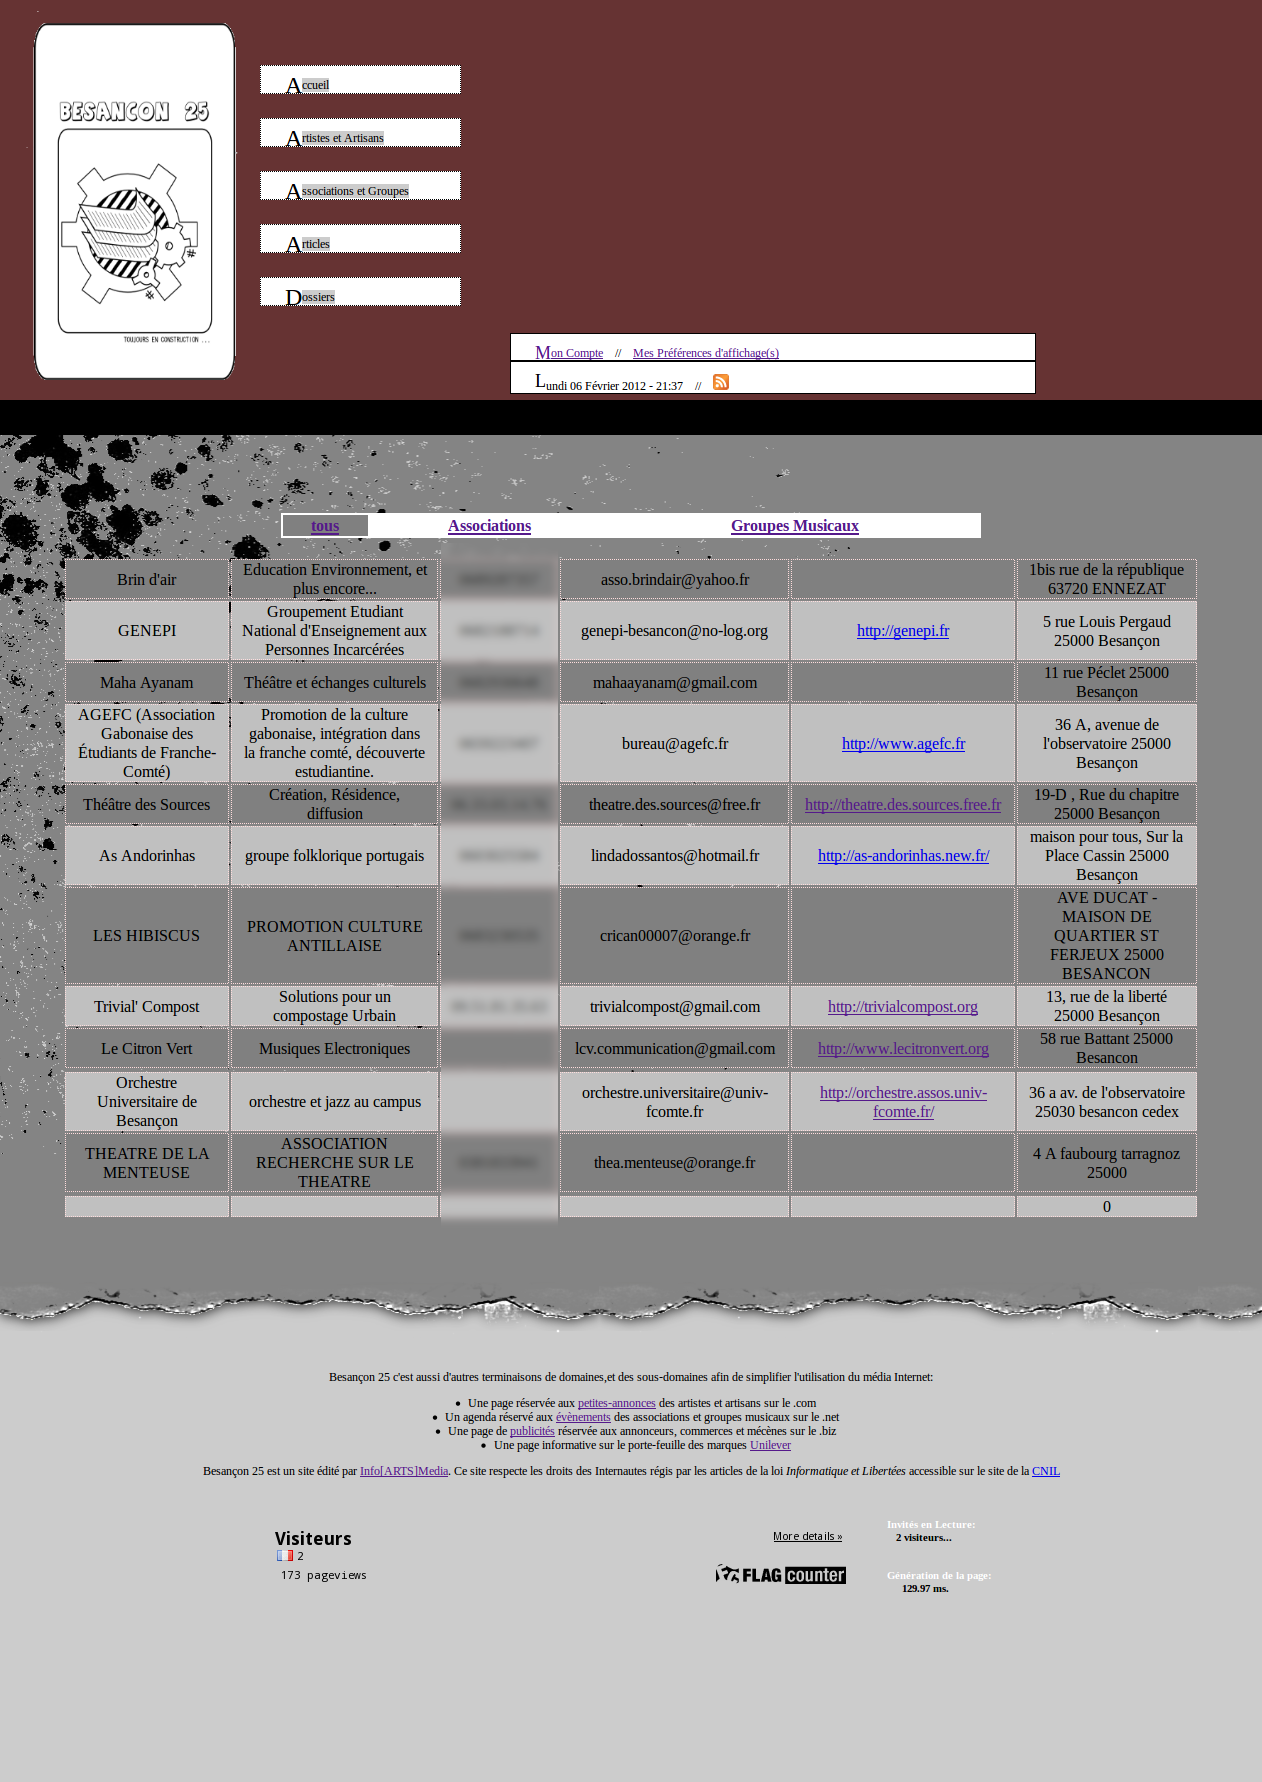 BESANCON 25
TOUJOURS EN CONSTRUCTION ...
Accueil
Artistes et Artisans
Associations et Groupes
Articles
Dossiers
Mon Compte // Mes Préférences d'affichage(s)
Lundi 06 Février 2012 - 21:37 //
tous Associations Groupes Musicaux
Brin d'air
Education Environnement, et
plus encore...
asso.brindair@yahoo.fr
1bis rue de la république
63720 ENNEZAT
GENEPI
Groupement Etudiant
National d'Enseignement aux
Personnes Incarcérées
genepi-besancon@no-log.org
http://genepi.fr
5 rue Louis Pergaud
25000 Besançon
Maha Ayanam
Théâtre et échanges culturels
mahaayanam@gmail.com
11 rue Péclet 25000
Besançon
AGEFC (Association
Gabonaise des
Étudiants de Franche-
Comté)
Promotion de la culture
gabonaise, intégration dans
la franche comté, découverte
estudiantine.
bureau@agefc.fr
http://www.agefc.fr
36 A, avenue de
l'observatoire 25000
Besançon
Théâtre des Sources
Création, Résidence,
diffusion
theatre.des.sources@free.fr
http://theatre.des.sources.free.fr
19-D , Rue du chapitre
25000 Besançon
As Andorinhas
groupe folklorique portugais
lindadossantos@hotmail.fr
http://as-andorinhas.new.fr/
maison pour tous, Sur la
Place Cassin 25000
Besançon
LES HIBISCUS
PROMOTION CULTURE
ANTILLAISE
crican00007@orange.fr
AVE DUCAT -
MAISON DE
QUARTIER ST
FERJEUX 25000
BESANCON
Trivial' Compost
Solutions pour un
compostage Urbain
trivialcompost@gmail.com
http://trivialcompost.org
13, rue de la liberté
25000 Besançon
Le Citron Vert
Musiques Electroniques
lcv.communication@gmail.com
http://www.lecitronvert.org
58 rue Battant 25000
Besancon
Orchestre
Universitaire de
Besançon
orchestre et jazz au campus
orchestre.universitaire@univ-
fcomte.fr
http://orchestre.assos.univ-
fcomte.fr/
36 a av. de l'observatoire
25030 besancon cedex
THEATRE DE LA
MENTEUSE
ASSOCIATION
RECHERCHE SUR LE
THEATRE
thea.menteuse@orange.fr
4 A faubourg tarragnoz
25000
0
Besançon 25 c'est aussi d'autres terminaisons de domaines,et des sous-domaines afin de simplifier l'utilisation du média Internet:
• Une page réservée aux petites-annonces des artistes et artisans sur le .com
• Un agenda réservé aux évènements des associations et groupes musicaux sur le .net
• Une page de publicités réservée aux annonceurs, commerces et mécènes sur le .biz
• Une page informative sur le porte-feuille des marques Unilever
Besançon 25 est un site édité par Info[ARTS]Media. Ce site respecte les droits des Internautes régis par les articles de la loi Informatique et Libertées accessible sur le site de la CNIL
Visiteurs
2
173 pageviews
More details »
FLAG counter
Invités en Lecture:
2 visiteurs...
Génération de la page:
129.97 ms.